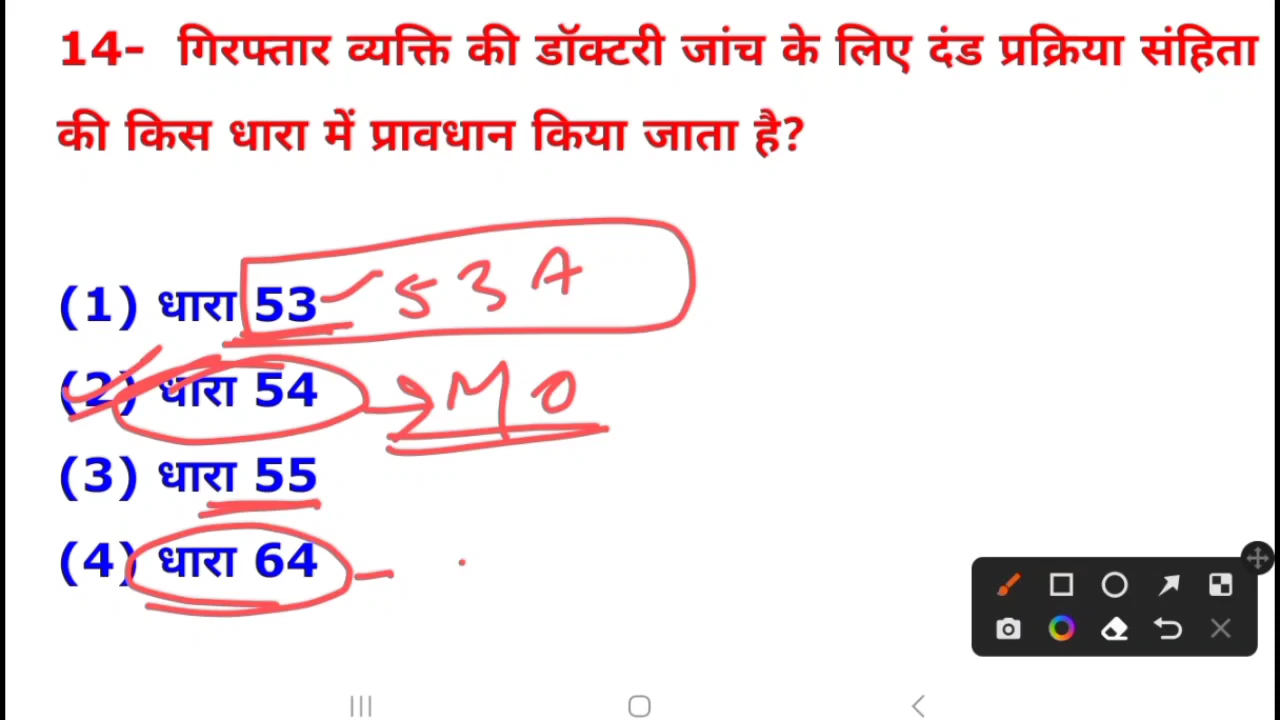 14- गिरफ्तार व्यक्ति की डॉक्टरी जांच के लिए दंड प्रक्रिया संहिता
की किस धारा में प्रावधान किया जाता है?
(1) धारा 53 53A
(2) धारा 54 → MO
(3) धारा 55
(4) धारा 64 -